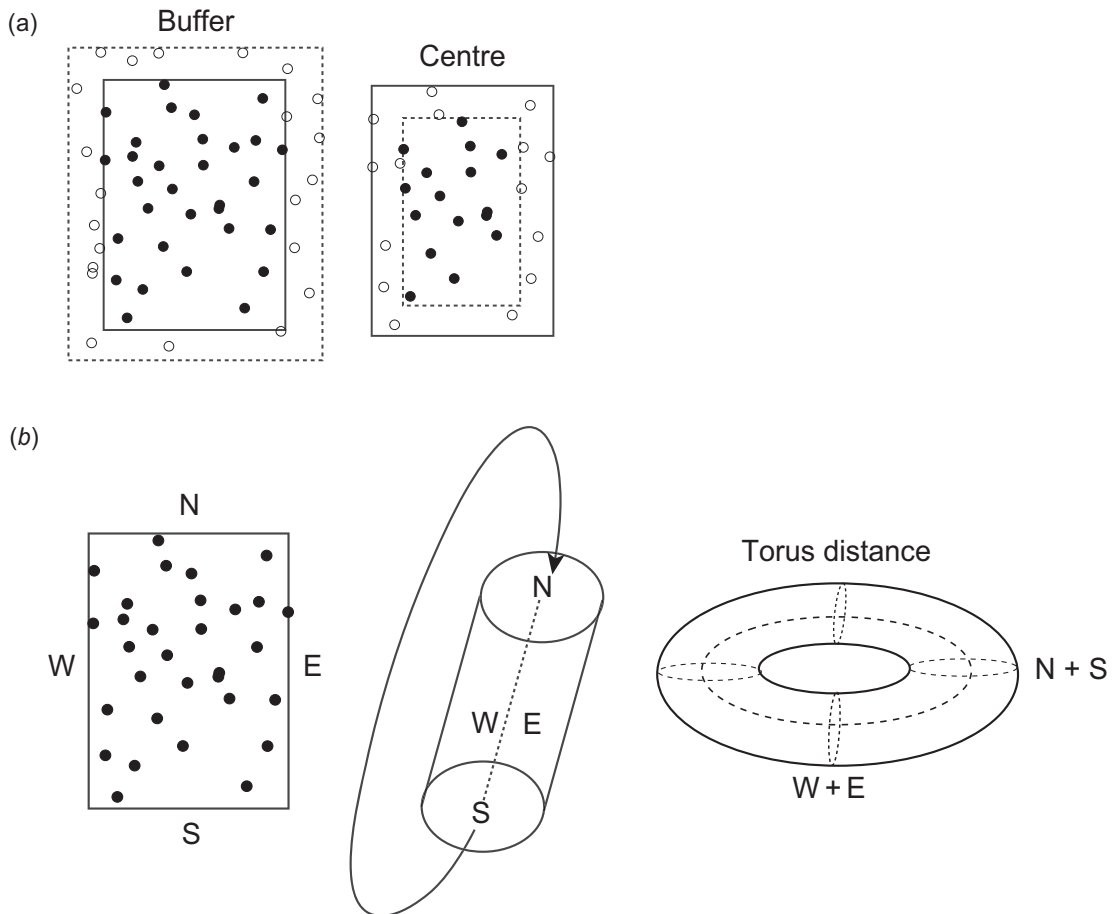 (a)
Buffer
Centre
(b)
N
W
E
S
N
W E
S
Torus distance
N + S
W + E